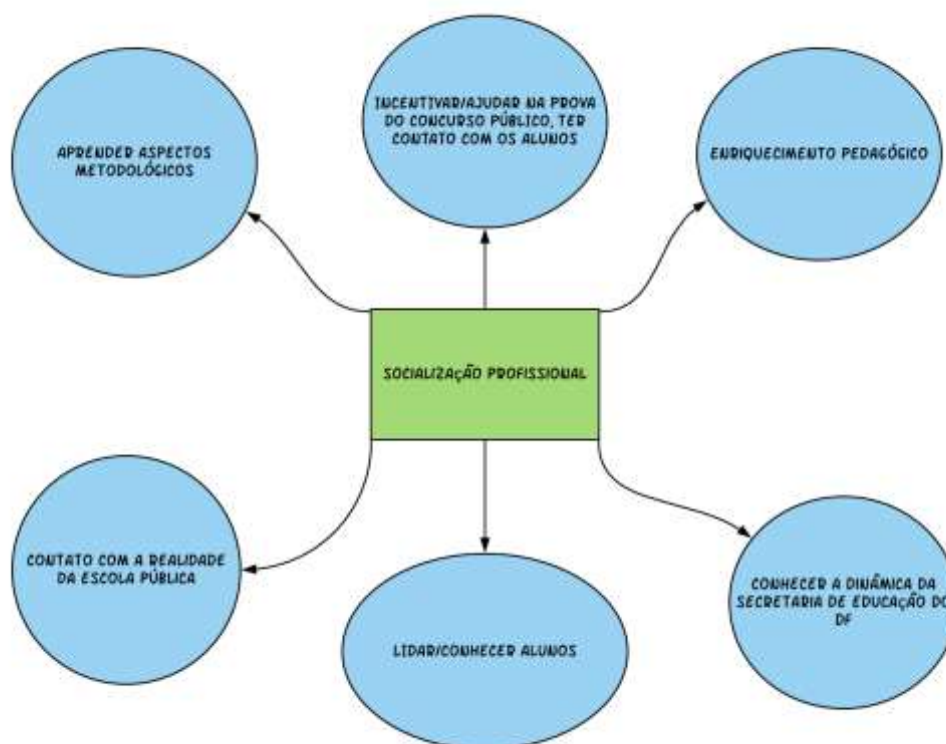 INCENTIVAR/AJUDAR NA PROVA
DO CONCURSO PÚBLICO, TER
CONTATO COM OS ALUNOS
APRENDER ASPECTOS
METODOLÓGICOS
ENRIQUECIMENTO PEDAGÓGICO
SOCIALIZAÇÃO PROFISSIONAL
CONTATO COM A REALIDADE
DA ESCOLA PÚBLICA
LIDAR/CONHECER ALUNOS
CONHECER A DINÂMICA DA
SECRETARIA DE EDUCAÇÃO DO
DF